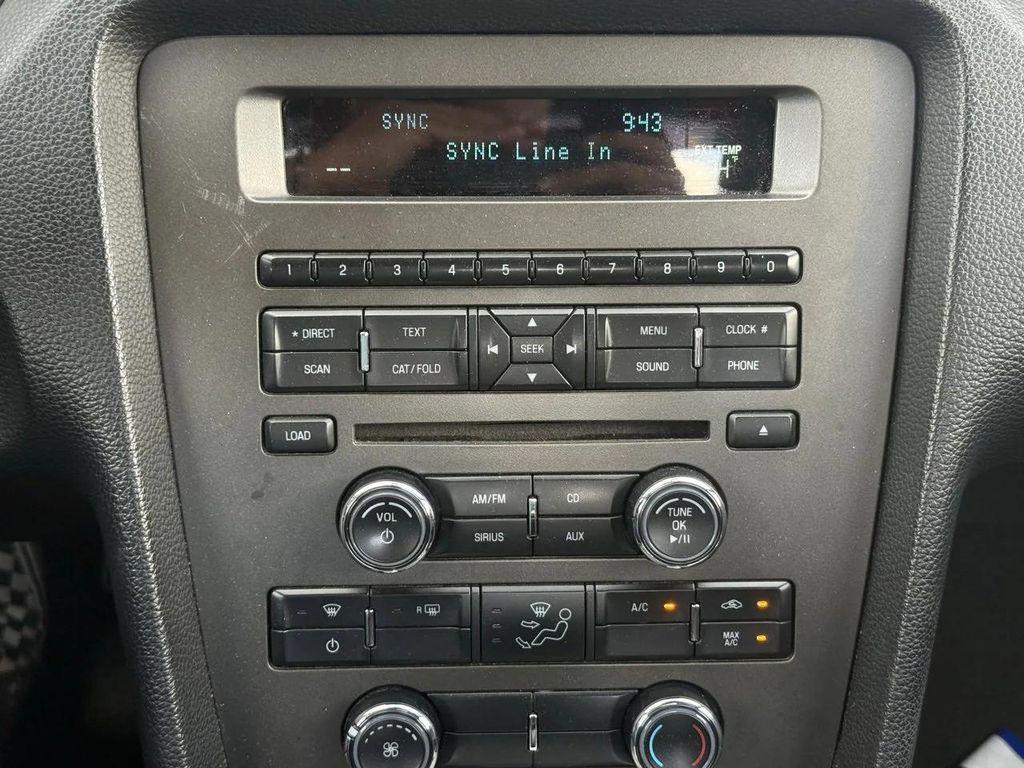 SYNC 9:43
SYNC Line In
EXT TEMP
-- -- °F
1 2 3 4 5 6 7 8 9 0
* DIRECT TEXT MENU CLOCK #
SEEK
SCAN CAT/FOLD SOUND PHONE
LOAD
AM/FM CD
VOL TUNE
OK
SIRIUS AUX
R A/C
MAX
A/C